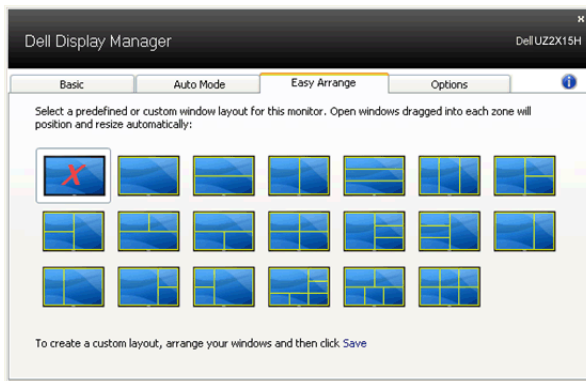 Dell Display Manager
Dell UZ2X15H
Basic
Auto Mode
Easy Arrange
Options
Select a predefined or custom window layout for this monitor. Open windows dragged into each zone will
position and resize automatically:
To create a custom layout, arrange your windows and then click Save